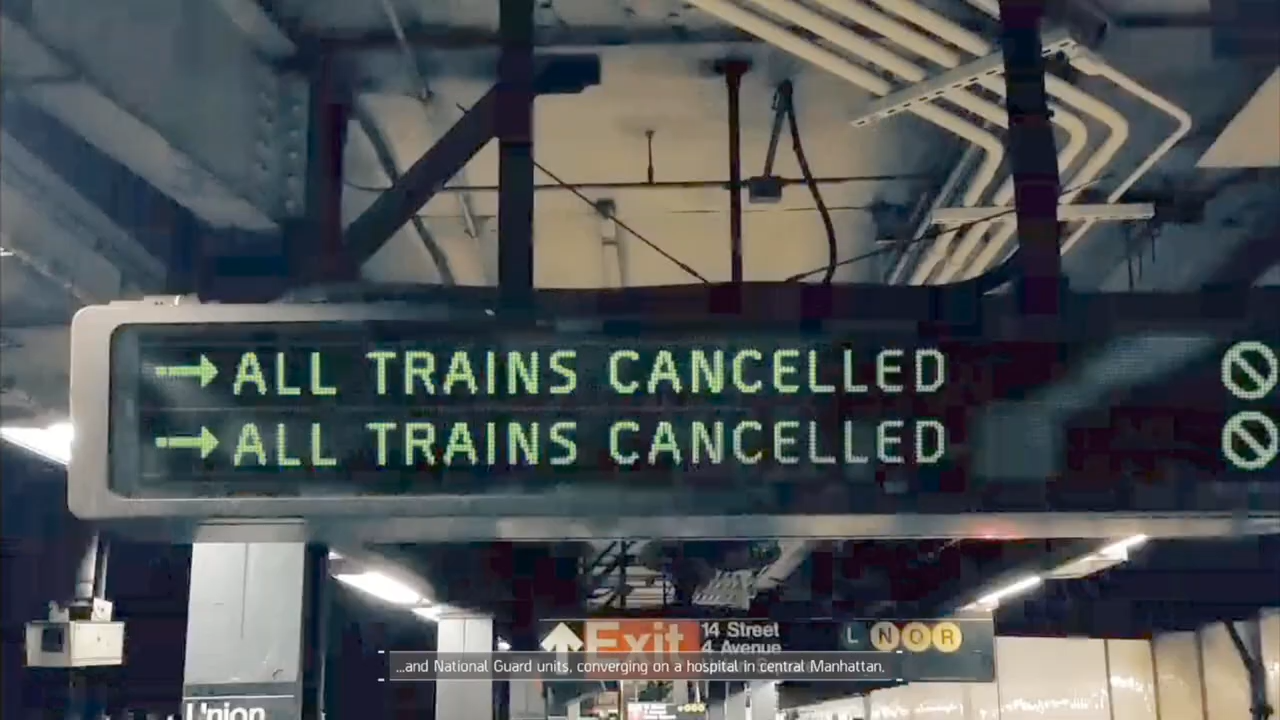 →ALL TRAINS CANCELLED
→ALL TRAINS CANCELLED
Exit
14 Street
4 Avenue
L N Q R
...and National Guard units, converging on a hospital in central Manhattan.
Union